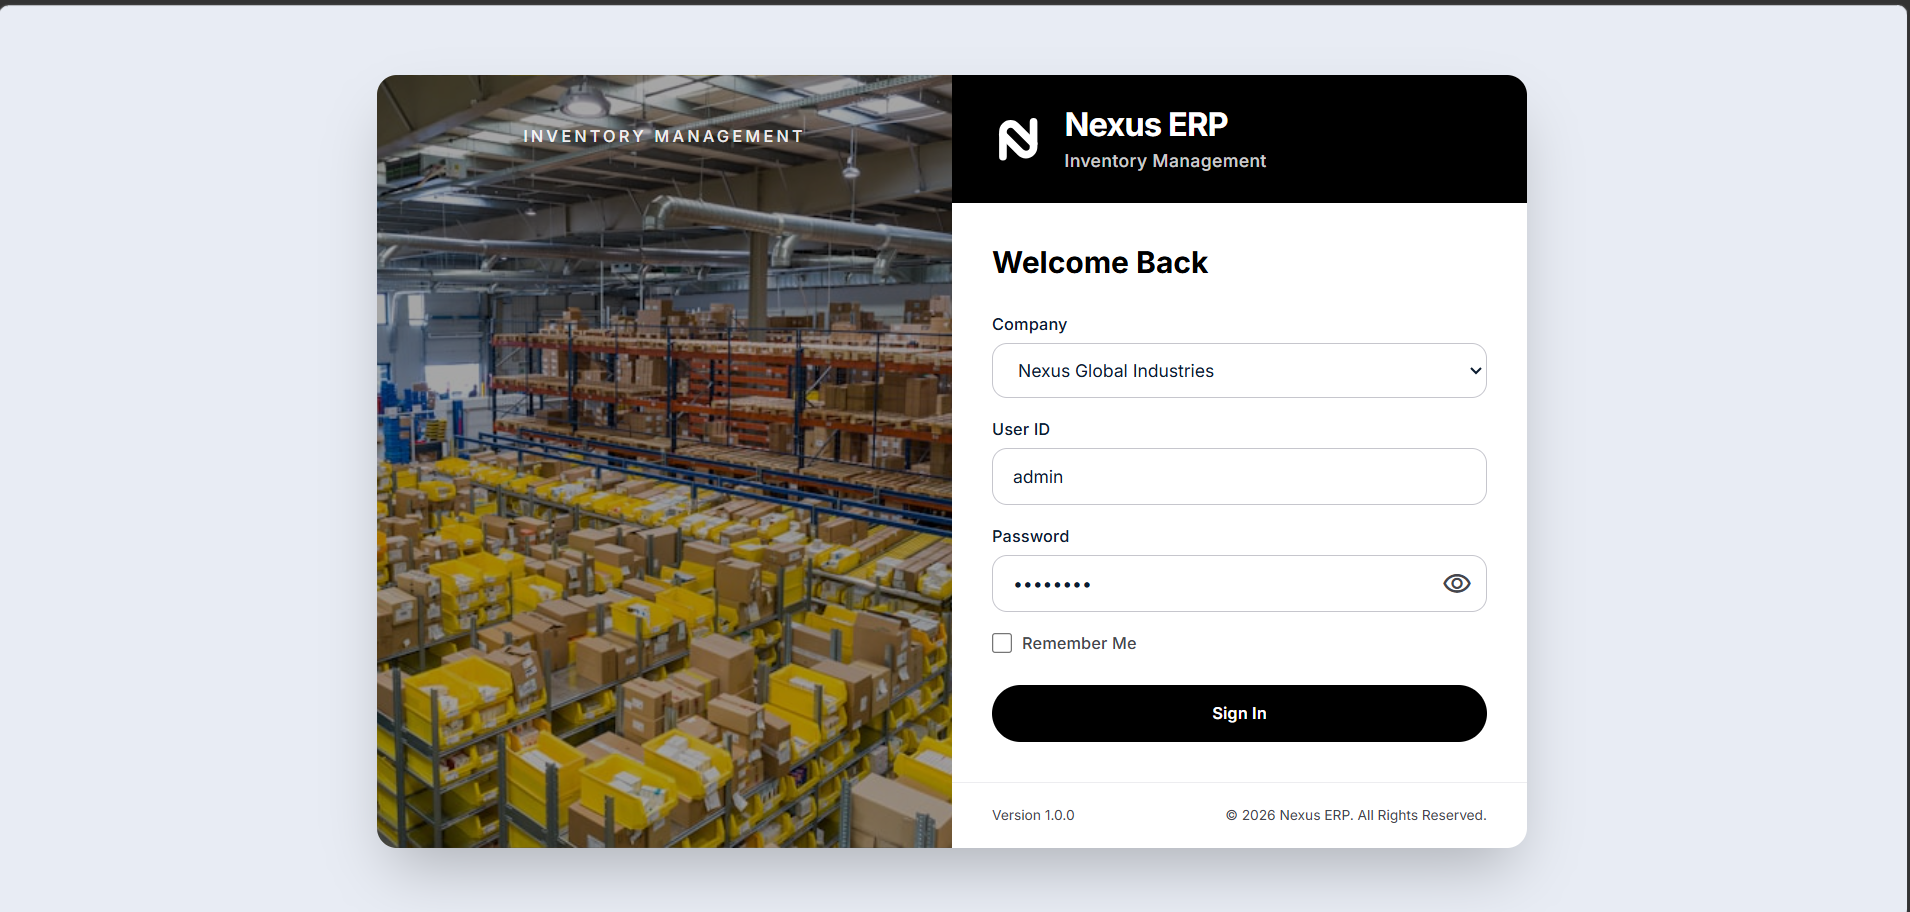 INVENTORY MANAGEMENT
Nexus ERP
Inventory Management
Welcome Back
Company
Nexus Global Industries
User ID
admin
Password
••••••••
Remember Me
Sign In
Version 1.0.0
© 2026 Nexus ERP. All Rights Reserved.